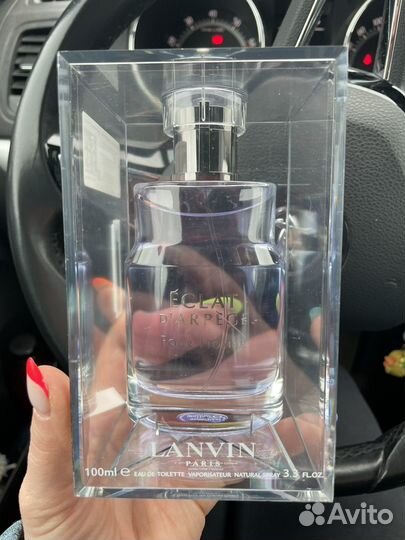 ÉCLAT
D'ARPÈGE
LANVIN
PARIS
100ml e EAU DE TOILETTE VAPORISATEUR NATURAL SPRAY 3.3 FL.OZ.
Avito